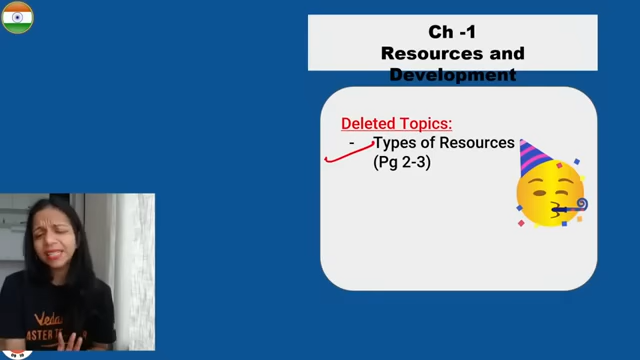 Ch -1
Resources and
Development
Deleted Topics:
- Types of Resources
(Pg 2-3)